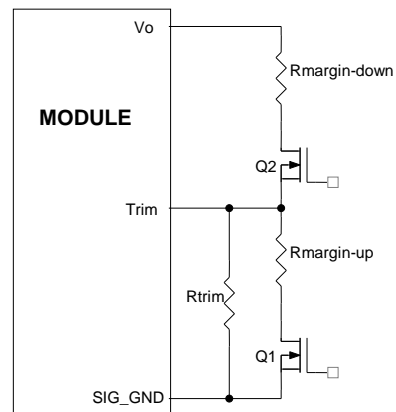 Vo
Rmargin-down
MODULE
Q2
Trim
Rmargin-up
Rtrim
Q1
SIG_GND